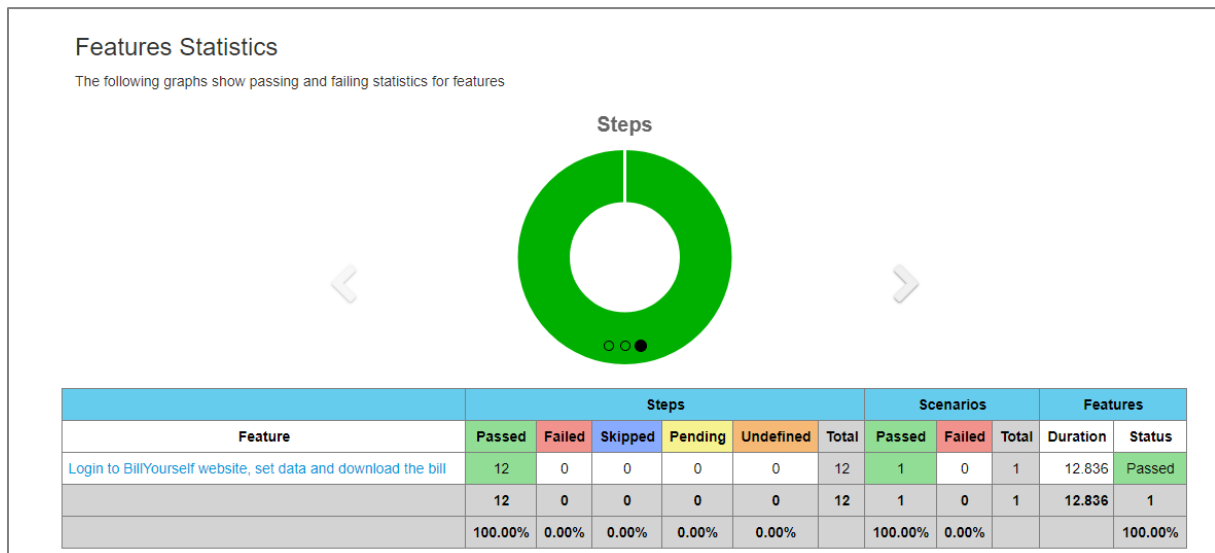 Features Statistics
The following graphs show passing and failing statistics for features
Steps
Steps Scenarios Features
Feature Passed Failed Skipped Pending Undefined Total Passed Failed Total Duration Status
Login to BillYourself website, set data and download the bill 12 0 0 0 0 12 1 0 1 12.836 Passed
12 0 0 0 0 12 1 0 1 12.836 1
100.00% 0.00% 0.00% 0.00% 0.00% 100.00% 0.00% 100.00%